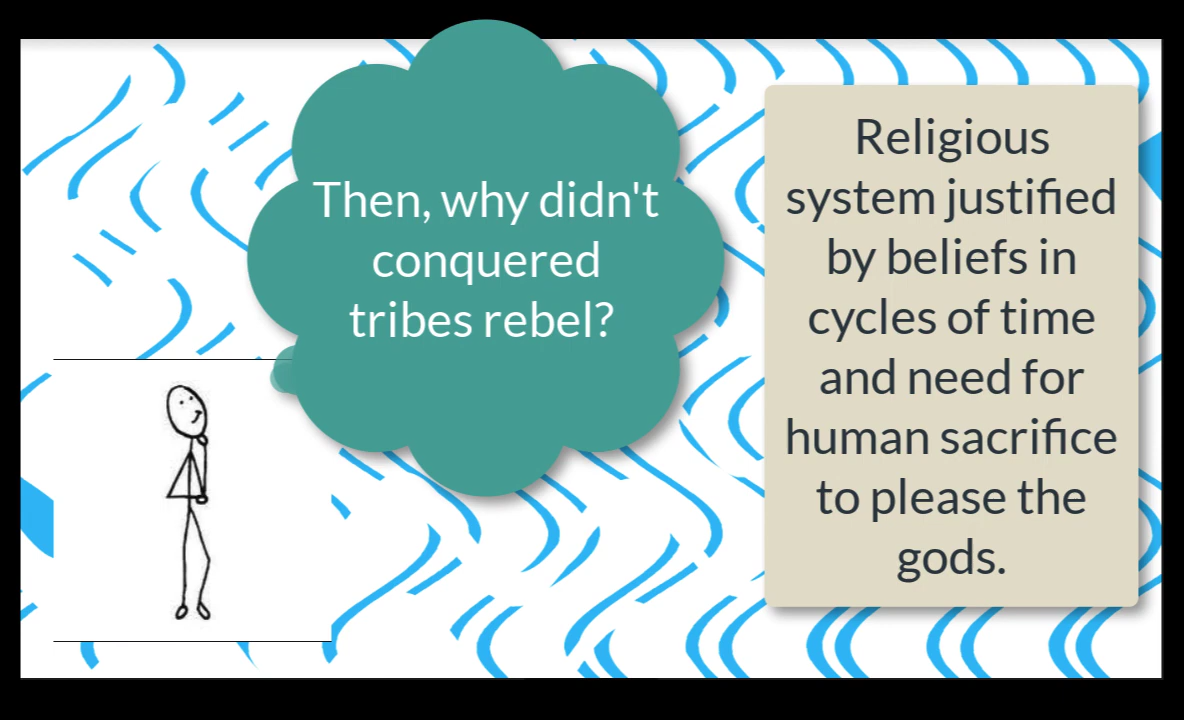 Then, why didn't
conquered
tribes rebel?
Religious
system justified
by beliefs in
cycles of time
and need for
human sacrifice
to please the
gods.